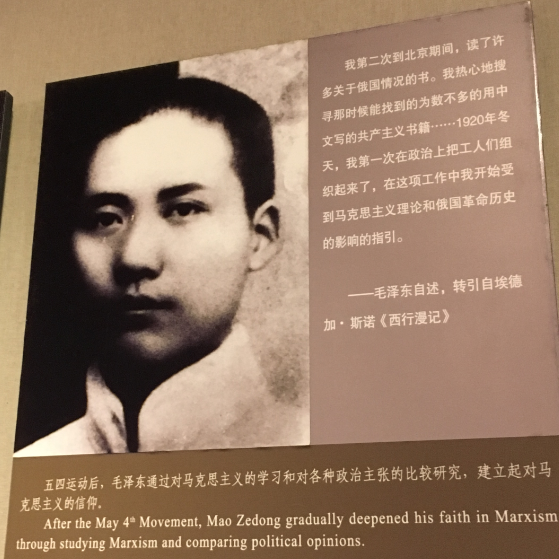 我第二次到北京期间，读了许
多关于俄国情况的书。我热心地搜
寻那时候能找到的为数不多的用中
文写的共产主义书籍……1920年冬
天，我第一次在政治上把工人们组
织起来了，在这项工作中我开始受
到马克思主义理论和俄国革命历史
的影响的指引。
——毛泽东自述，转引自埃德
加·斯诺《西行漫记》
五四运动后，毛泽东通过对马克思主义的学习和对各种政治主张的比较研究，建立起对马
克思主义的信仰。
After the May 4th Movement, Mao Zedong gradually deepened his faith in Marxism
through studying Marxism and comparing political opinions.